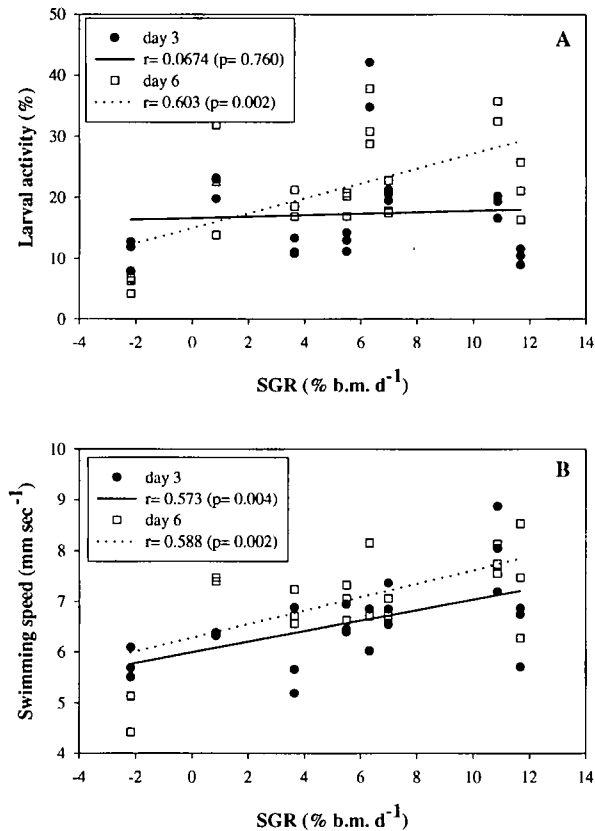 50
40
30
20
10
0
Larval activity (%)
day 3
r= 0.0674 (p= 0.760)
day 6
r= 0.603 (p= 0.002)
A
-4 -2 0 2 4 6 8 10 12 14
SGR (% b.m. d-1)
10
9
8
7
6
5
4
Swimming speed (mm sec-1)
day 3
r= 0.573 (p= 0.004)
day 6
r= 0.588 (p= 0.002)
B
-4 -2 0 2 4 6 8 10 12 14
SGR (% b.m. d-1)